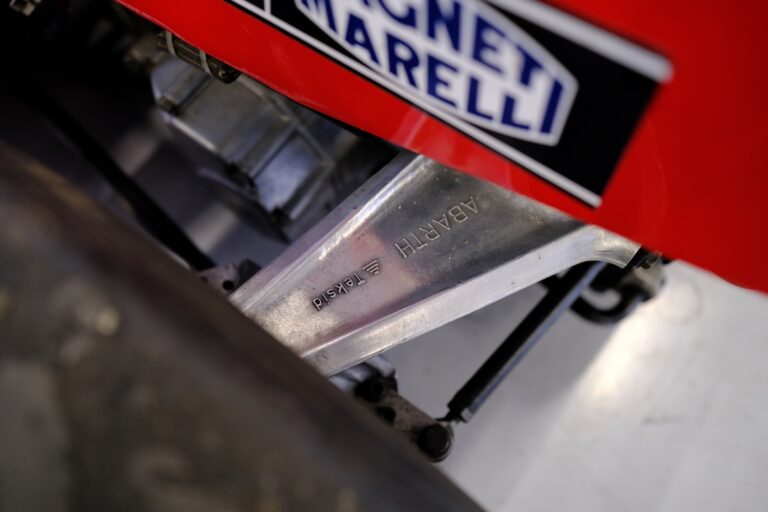 MAGNETI
MARELLI
ABARTH
Teksid